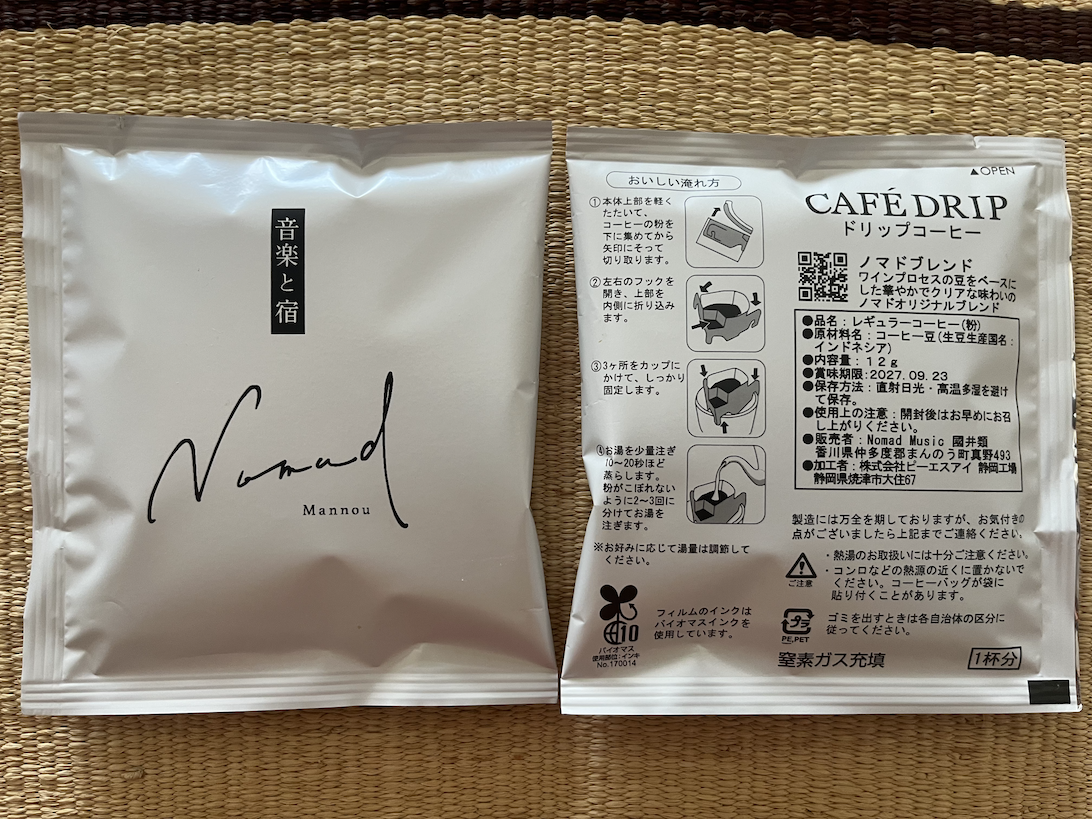 音楽と宿
Nomad
Mannou
おいしい淹れ方
①本体上部を軽く
たたいて、
コーヒーの粉を
下に集めてから
矢印にそって
切り取ります。
②左右のフックを
開き、上部を
内側に折り込み
ます。
③3ヶ所をカップに
かけて、しっかり
固定します。
④お湯を少量注ぎ
10~20秒ほど
蒸らします。
粉がこぼれない
ように2~3回に
分けてお湯を
注ぎます。
※お好みに応じて湯量は調節して
ください。
10
バイオマス
使用部位:インキ
No.170014
フィルムのインクは
バイオマスインクを
使用しています。
▲OPEN
CAFÉ DRIP
ドリップコーヒー
ノマドブレンド
ワインプロセスの豆をベースに
した華やかでクリアな味わいの
ノマドオリジナルブレンド
●品名:レギュラーコーヒー(粉)
●原材料名:コーヒー豆(生豆生産国名:
インドネシア)
●内容量:12g
●賞味期限:2027.09.23
●保存方法:直射日光・高温多湿を避け
て保存。
●使用上の注意:開封後はお早めにお召
し上がりください。
●販売者:Nomad Music 國井類
香川県仲多度郡まんのう町真野493
●加工者:株式会社ピーエスアイ 静岡工場
静岡県焼津市大住67
製造には万全を期しておりますが、お気付きの
点がございましたら上記までご連絡ください。
ご注意
・熱湯のお取扱いには十分ご注意ください。
・コンロなどの熱源の近くに置かないで
ください。コーヒーバッグが袋に
貼り付くことがあります。
プラ
PE,PET
ゴミを出すときは各自治体の区分に
従ってください。
窒素ガス充填
1杯分